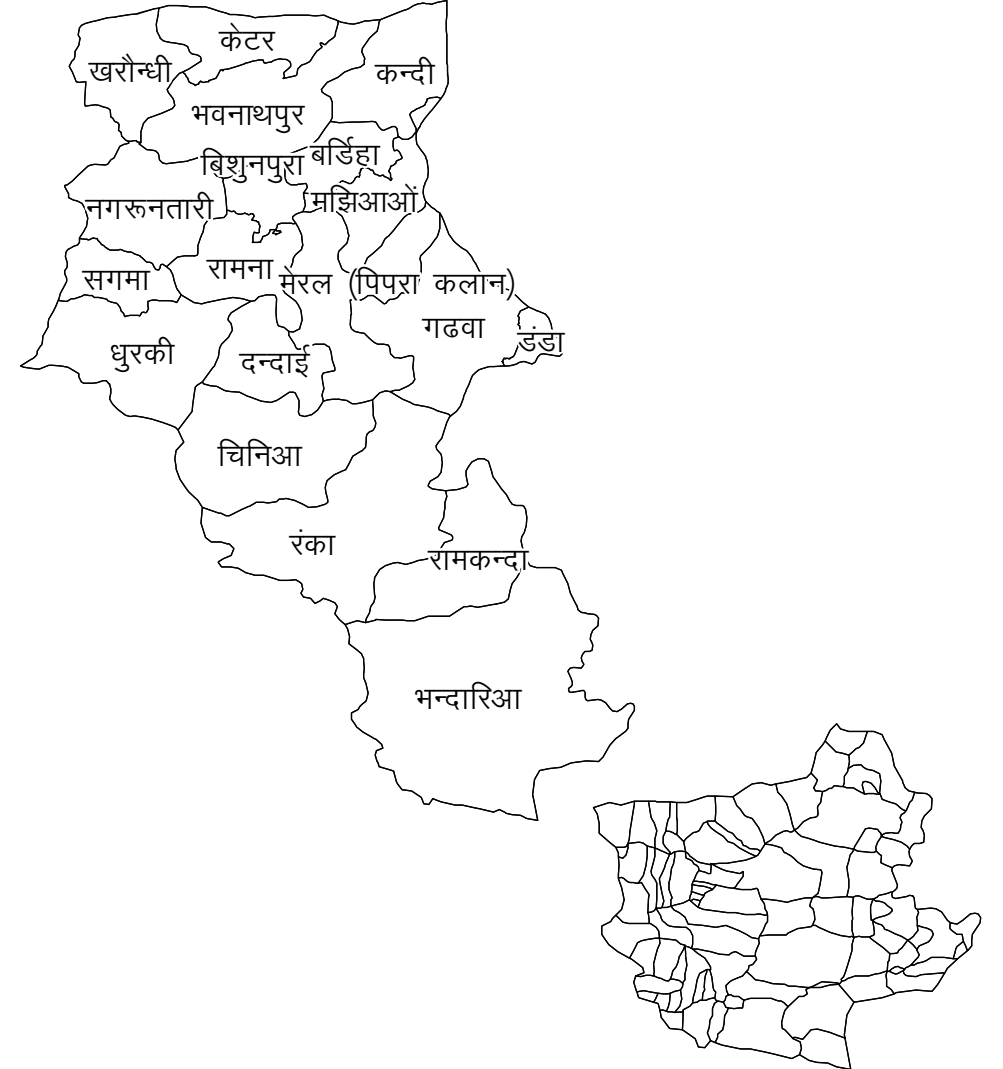 केटर
खरौन्धी
कन्दी
भवनाथपुर
बर्डिहा
बिशुनपुरा
मझिआओं
नगरूनतारी
रामना
सगमा
मेरल (पिपरा कलान)
गढवा
डंडा
धुरकी
दन्दाई
चिनिआ
रंका
रामकन्दा
भन्दारिआ